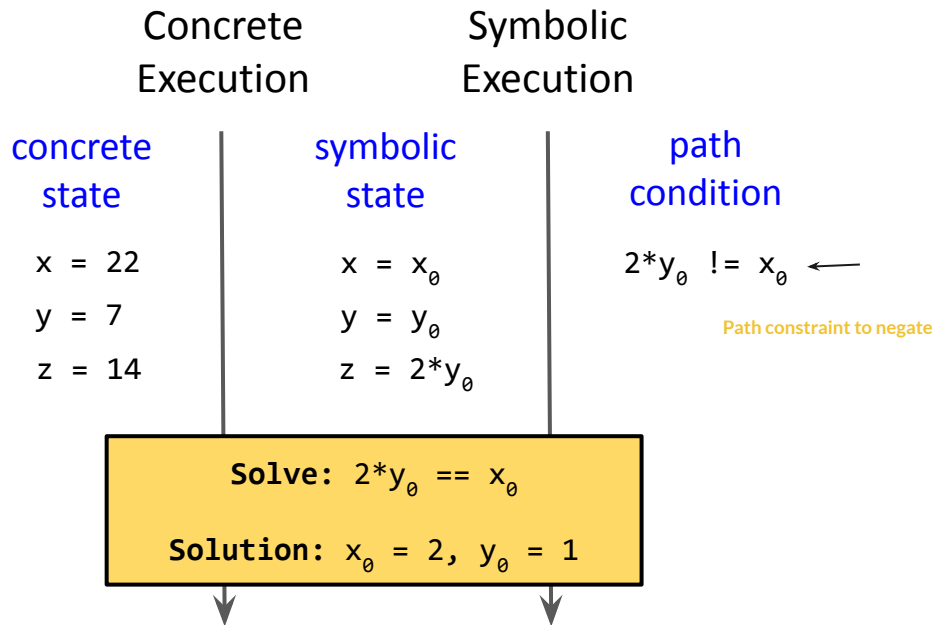 Concrete Execution
Symbolic Execution
concrete state
symbolic state
path condition
x = 22
x = x₀
2*y₀ != x₀
y = 7
y = y₀
Path constraint to negate
z = 14
z = 2*y₀
Solve: 2*y₀ == x₀
Solution: x₀ = 2, y₀ = 1